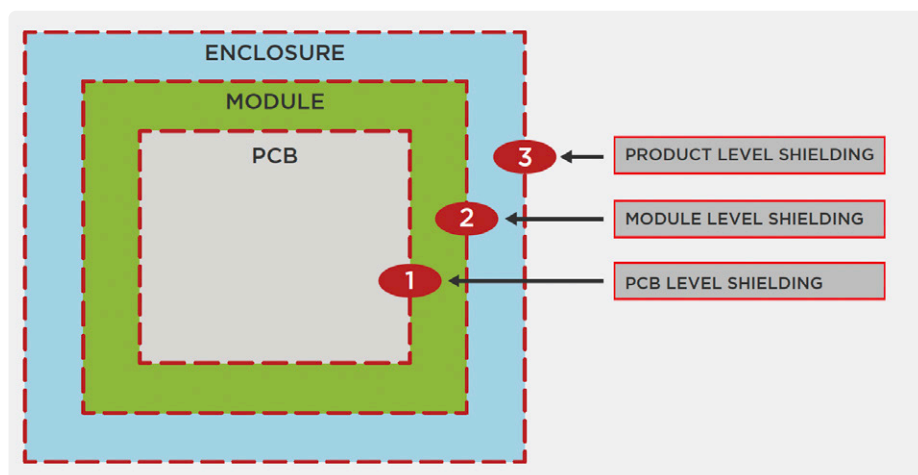 ENCLOSURE
MODULE
PCB
3
PRODUCT LEVEL SHIELDING
2
MODULE LEVEL SHIELDING
1
PCB LEVEL SHIELDING